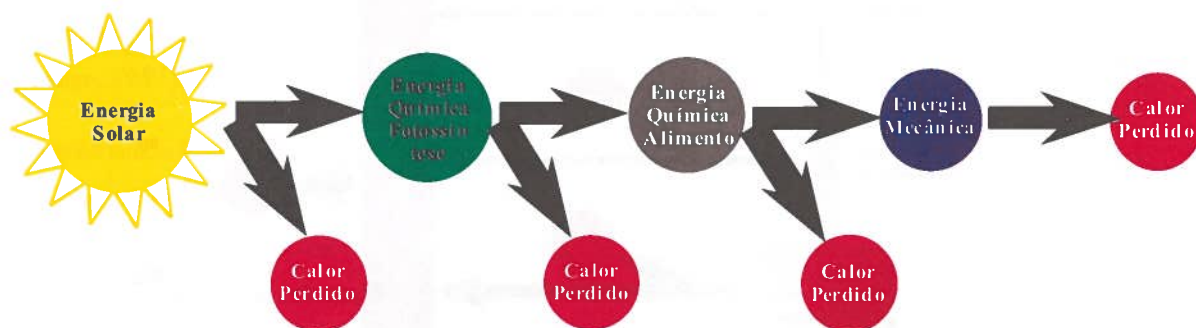 Energia
Solar
Energia
Química
Fotossín
tese
Energia
Química
Alimento
Energia
Mecânica
Calor
Perdido
Calor
Perdido
Calor
Perdido
Calor
Perdido